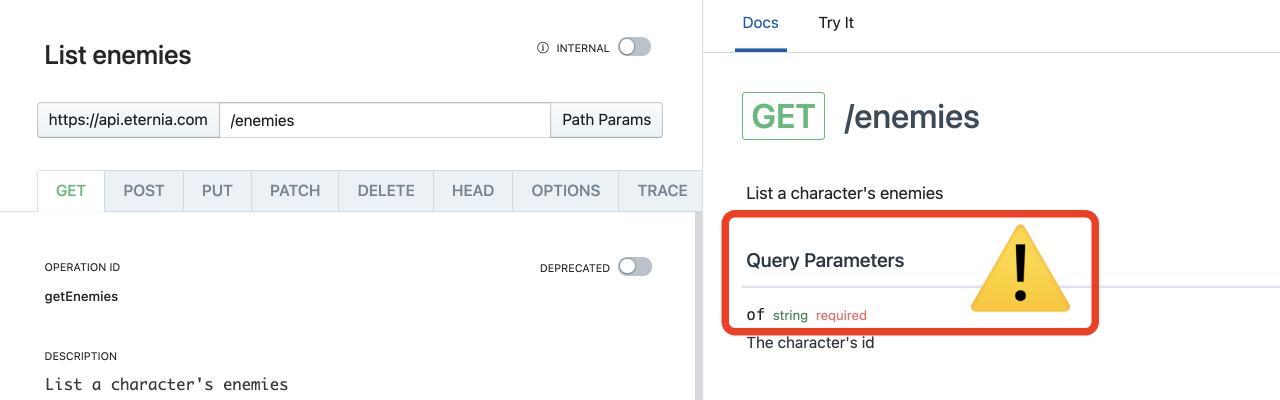 List enemies
ⓘ INTERNAL
https://api.eternia.com /enemies Path Params
GET POST PUT PATCH DELETE HEAD OPTIONS TRACE
OPERATION ID
DEPRECATED
getEnemies
DESCRIPTION
List a character's enemies
Docs Try It
GET /enemies
List a character's enemies
Query Parameters
of string required
The character's id